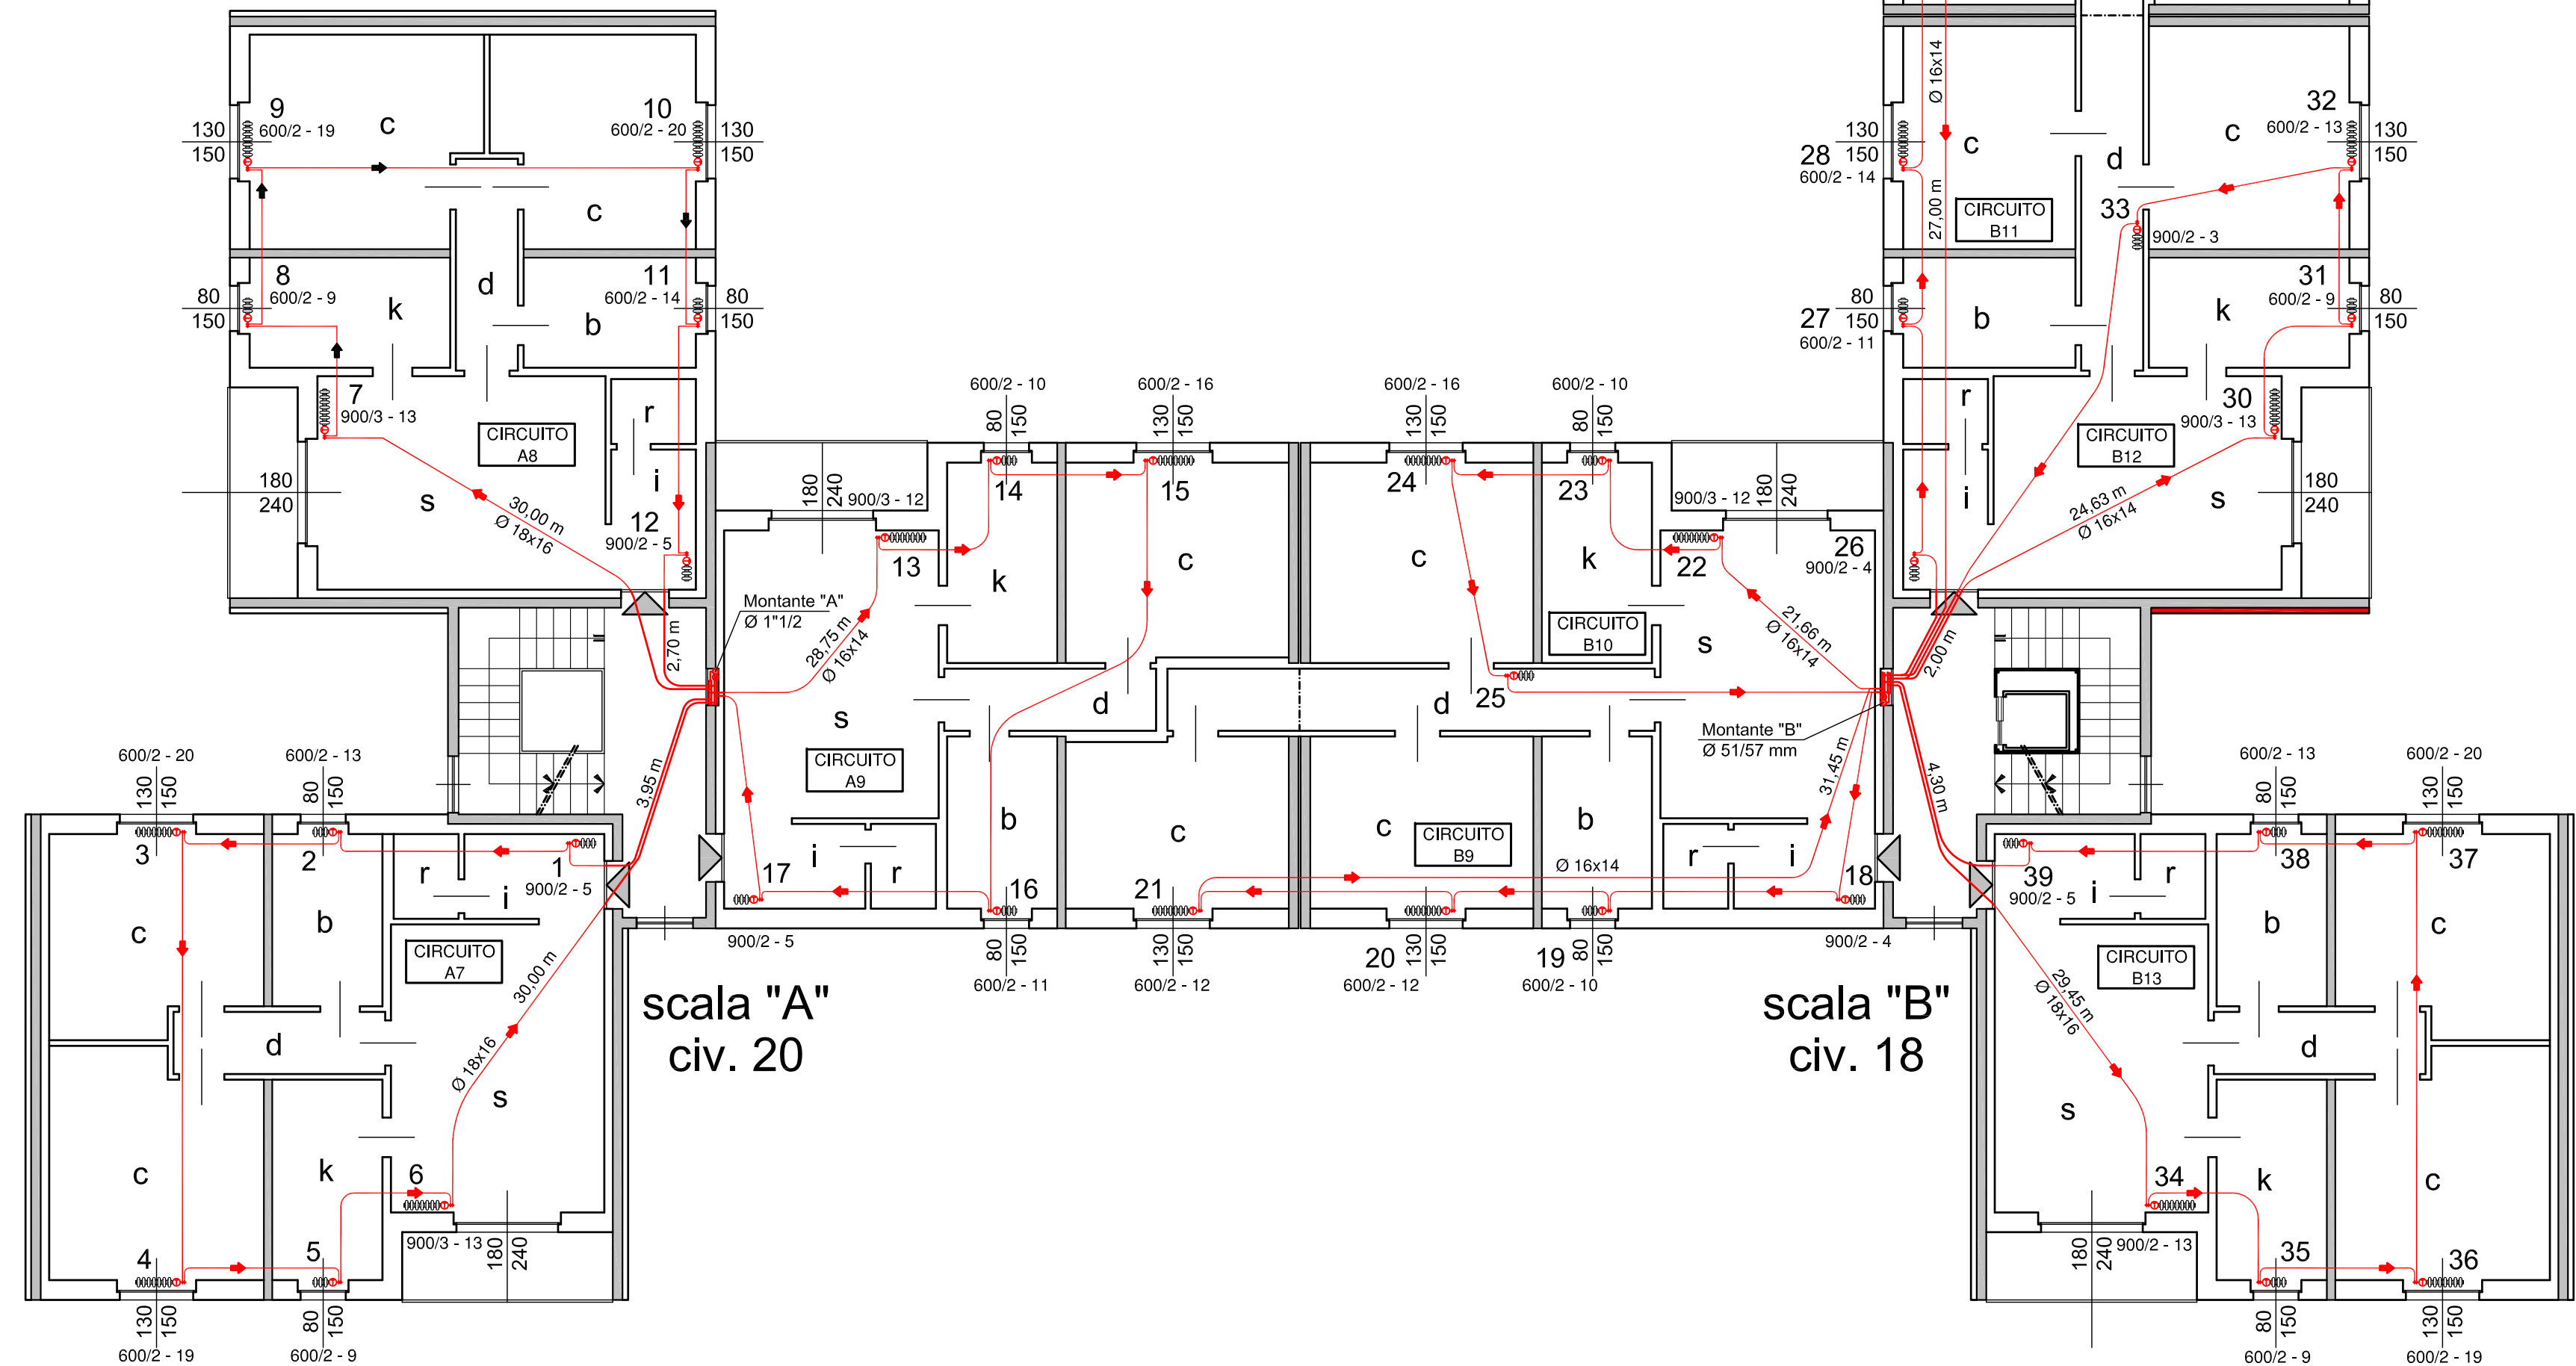 9
600/2 - 19
130
150
c
10
600/2 - 20
130
150
c
8
600/2 - 9
80
150
k
d
11
600/2 - 14
80
150
b
7
900/3 - 13
CIRCUITO
A8
r
i
s
180
240
30,00 m
Ø 18x16
12
900/2 - 5
2,70 m
Montante "A"
Ø 1"1/2
3,95 m
600/2 - 10
80
150
14
600/2 - 16
130
150
15
180
240
900/3 - 12
13
k
c
28,75 m
Ø 16x14
s
d
CIRCUITO
A9
i
r
17
900/2 - 5
b
16
80
150
600/2 - 11
c
21
130
150
600/2 - 12
600/2 - 16
130
150
24
600/2 - 10
80
150
23
900/3 - 12
180
240
22
26
900/2 - 4
c
k
CIRCUITO
B10
s
21,66 m
Ø 16x14
25
d
Montante "B"
Ø 51/57 mm
31,45 m
c
CIRCUITO
B9
b
r
i
18
Ø 16x14
900/2 - 4
20
130
150
600/2 - 12
19
80
150
600/2 - 10
Ø 16x14
27,00 m
130
150
28
600/2 - 14
c
CIRCUITO
B11
d
33
900/2 - 3
c
32
600/2 - 13
130
150
80
150
27
600/2 - 11
b
k
31
600/2 - 9
80
150
r
i
30
900/3 - 13
CIRCUITO
B12
24,63 m
Ø 16x14
s
180
240
2,00 m
4,30 m
600/2 - 20
130
150
3
600/2 - 13
80
150
2
1
900/2 - 5
r
i
c
b
CIRCUITO
A7
30,00 m
Ø 18x16
d
s
c
k
6
4
5
900/3 - 13
180
240
130
150
600/2 - 19
80
150
600/2 - 9
scala "A"
civ. 20
scala "B"
civ. 18
600/2 - 13
80
150
38
600/2 - 20
130
150
37
39
900/2 - 5
i
r
b
c
CIRCUITO
B13
29,45 m
Ø 18x16
d
s
34
k
c
35
36
180
240
900/2 - 13
80
150
600/2 - 9
130
150
600/2 - 19